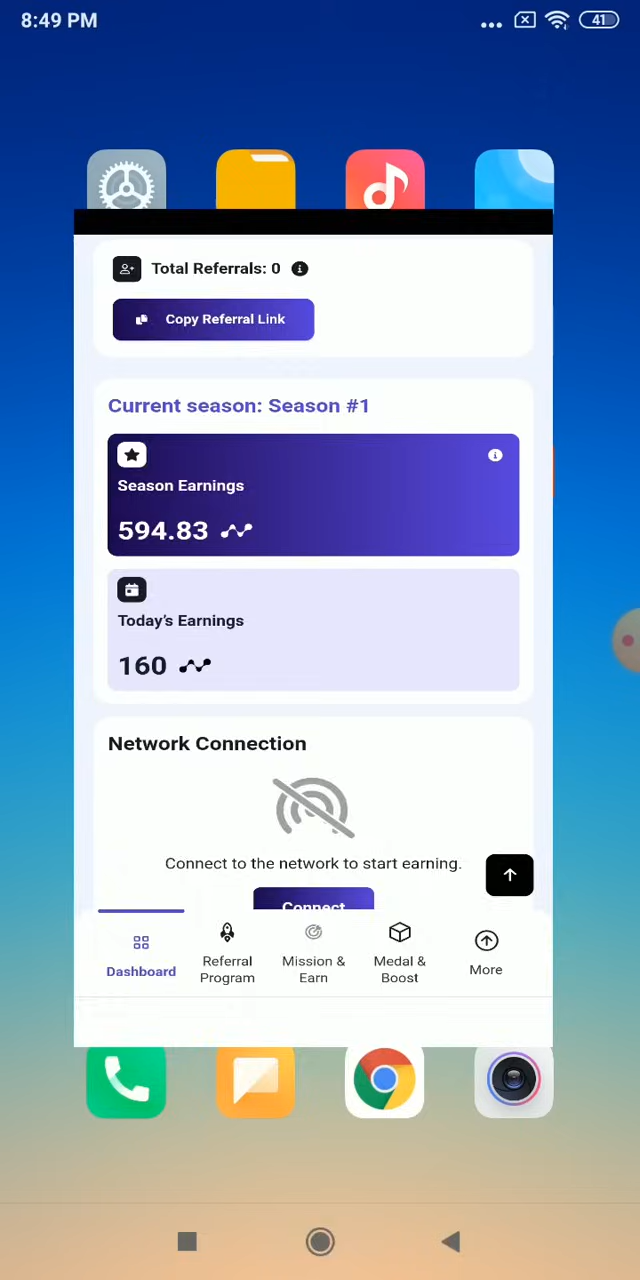 8:49 PM
41
Total Referrals: 0
Copy Referral Link
Current season: Season #1
Season Earnings
594.83
Today's Earnings
160
Network Connection
Connect to the network to start earning.
Connect
Dashboard
Referral
Program
Mission &
Earn
Medal &
Boost
More